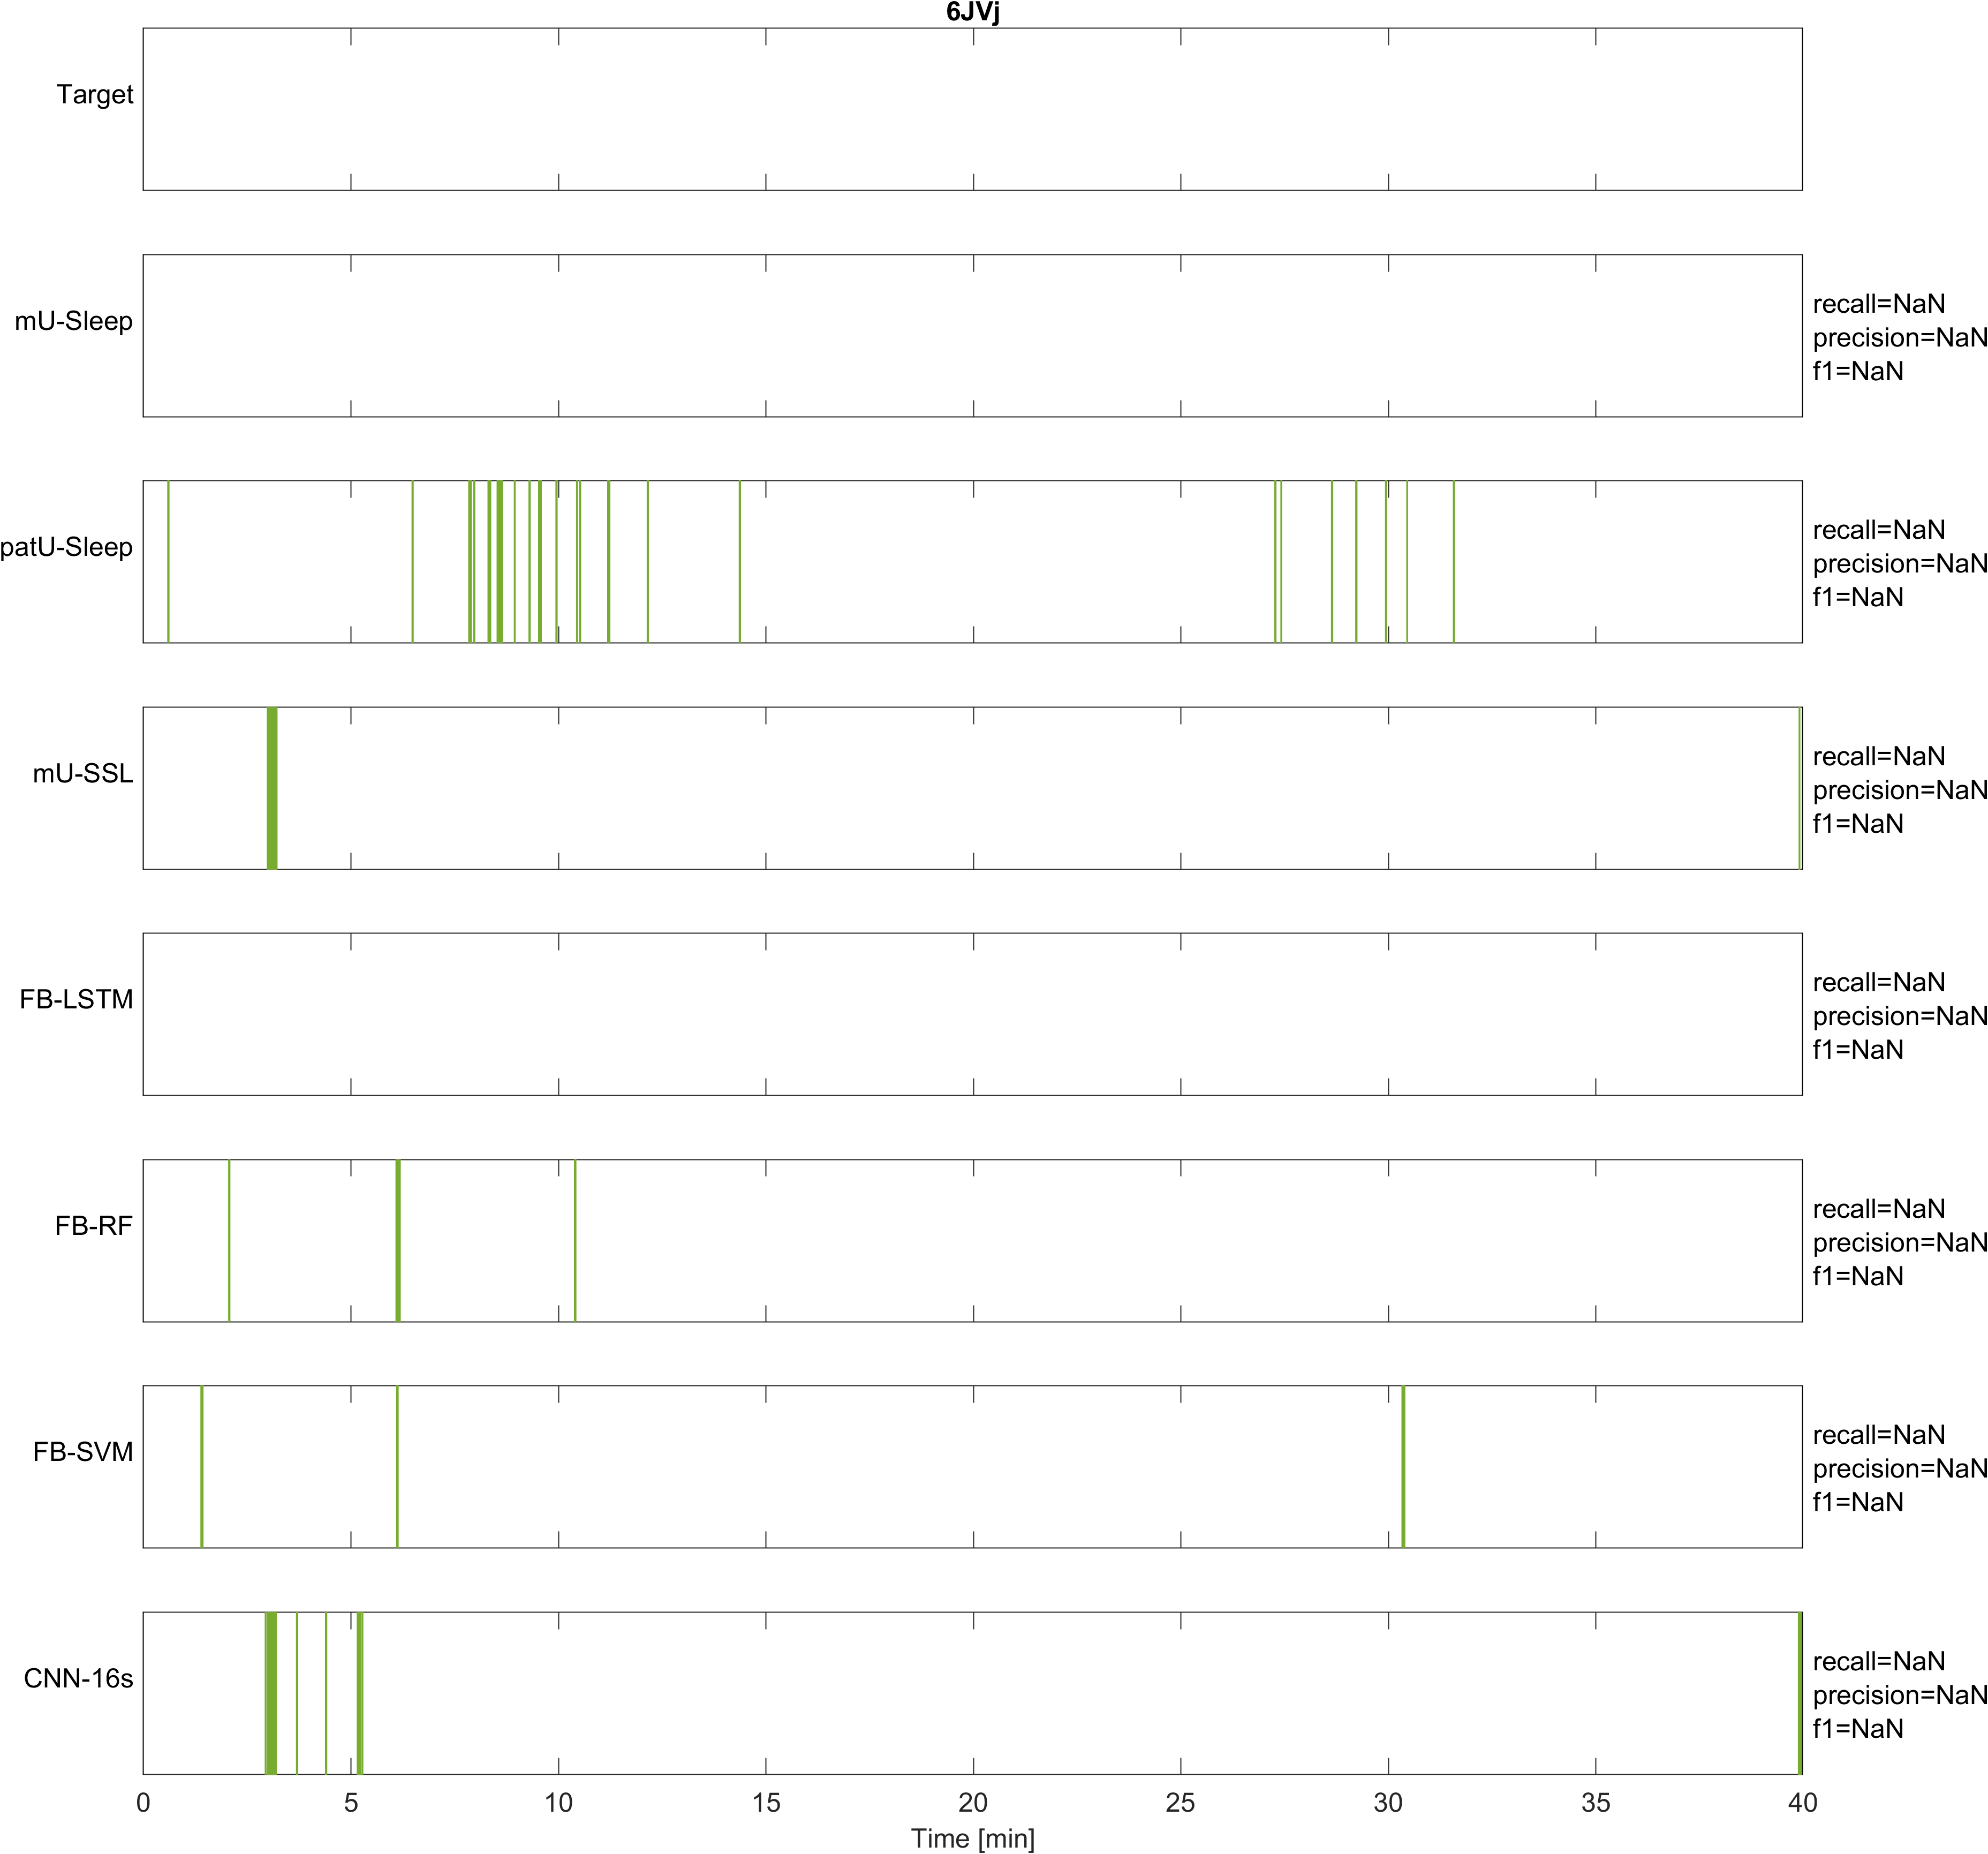 6JVj
Target
mU-Sleep
recall=NaN
precision=NaN
f1=NaN
patU-Sleep
recall=NaN
precision=NaN
f1=NaN
mU-SSL
recall=NaN
precision=NaN
f1=NaN
FB-LSTM
recall=NaN
precision=NaN
f1=NaN
FB-RF
recall=NaN
precision=NaN
f1=NaN
FB-SVM
recall=NaN
precision=NaN
f1=NaN
CNN-16s
recall=NaN
precision=NaN
f1=NaN
0 5 10 15 20 25 30 35 40
Time [min]